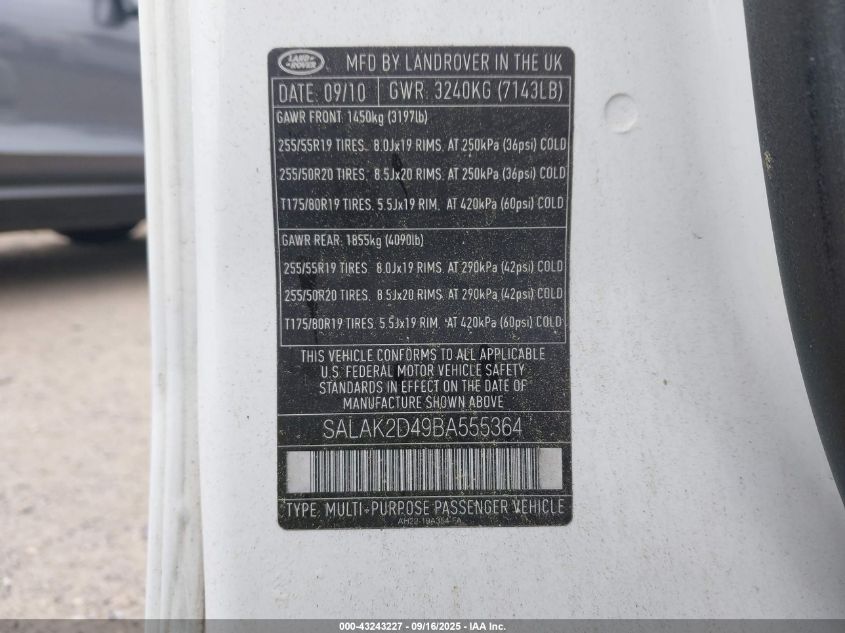 LAND ROVER
MFD BY LANDROVER IN THE UK
DATE: 09/10 GWR: 3240KG (7143LB)
GAWR FRONT: 1450kg (3197lb)
255/55R19 TIRES. 8.0Jx19 RIMS. AT 250kPa (36psi) COLD
255/50R20 TIRES. 8.5Jx20 RIMS. AT 250kPa (36psi) COLD
T175/80R19 TIRES. 5.5Jx19 RIM. AT 420kPa (60psi) COLD
GAWR REAR: 1855kg (4090lb)
255/55R19 TIRES. 8.0Jx19 RIMS. AT 290kPa (42psi) COLD
255/50R20 TIRES. 8.5Jx20 RIMS. AT 290kPa (42psi) COLD
T175/80R19 TIRES. 5.5Jx19 RIM. AT 420kPa (60psi) COLD
THIS VEHICLE CONFORMS TO ALL APPLICABLE
U.S. FEDERAL MOTOR VEHICLE SAFETY
STANDARDS IN EFFECT ON THE DATE OF
MANUFACTURE SHOWN ABOVE
SALAK2D49BA555364
TYPE: MULTI-PURPOSE PASSENGER VEHICLE
000-43243227 - 09/16/2025 - IAA Inc.